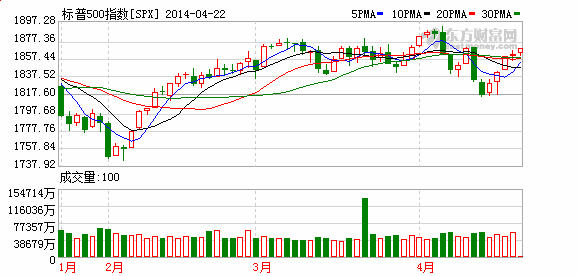 标普500指数[SPX] 2014-04-22 5PMA 10PMA 20PMA 30PMA
1897.28
1877.36
1857.44
1837.52
1817.60
1797.68
1777.76
1757.84
1737.92
东方财富网
eastmoney.com
成交量:100
154714万
116036万
77357万
38679万
1月 2月 3月 4月